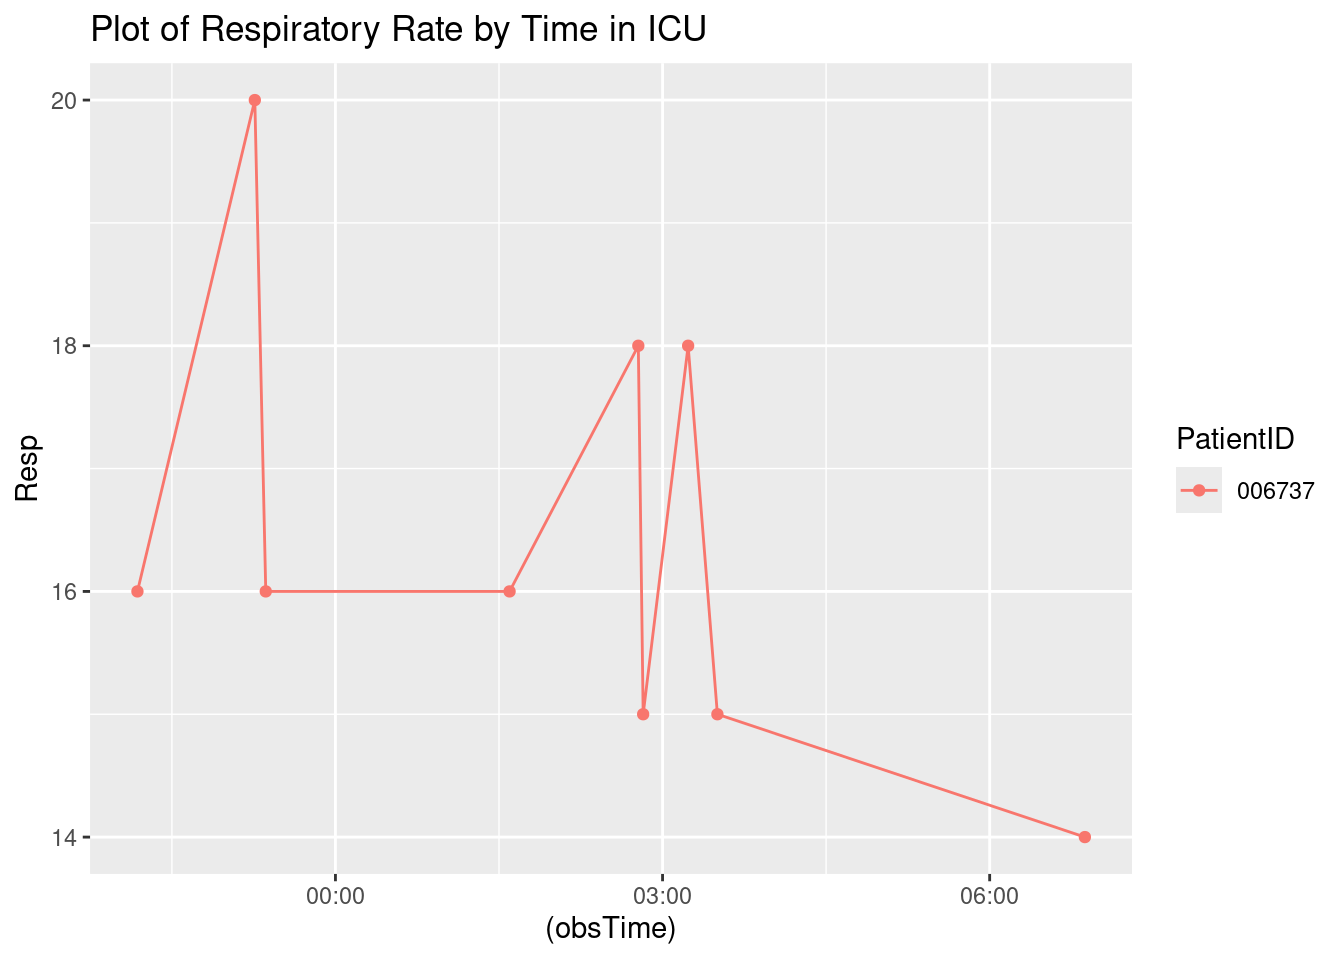 Plot of Respiratory Rate by Time in ICU
20
18
16
14
Resp
00:00
03:00
06:00
(obsTime)
PatientID
006737